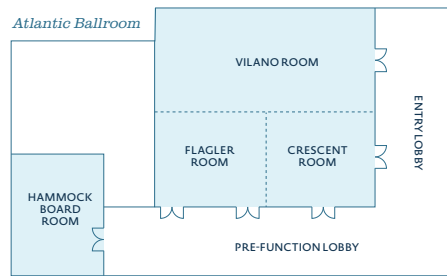 Atlantic Ballroom
VILANO ROOM
ENTRY LOBBY
FLAGLER
ROOM
CRESCENT
ROOM
HAMMOCK
BOARD
ROOM
PRE-FUNCTION LOBBY